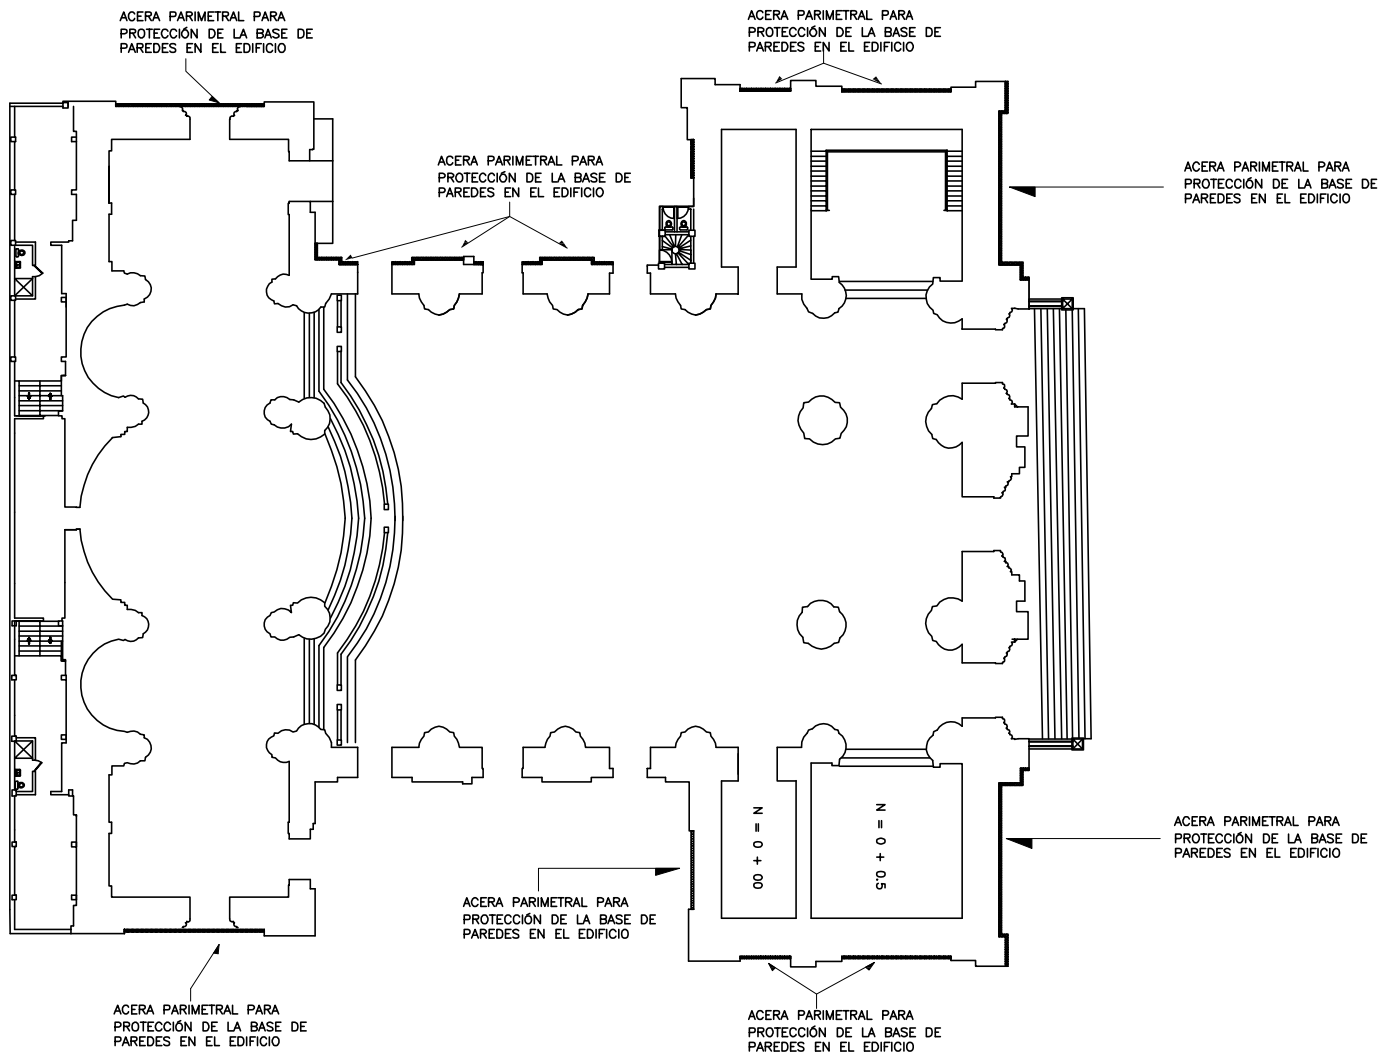 ACERA PARIMETRAL PARA
PROTECCIÓN DE LA BASE DE
PAREDES EN EL EDIFICIO
ACERA PARIMETRAL PARA
PROTECCIÓN DE LA BASE DE
PAREDES EN EL EDIFICIO
ACERA PARIMETRAL PARA
PROTECCIÓN DE LA BASE DE
PAREDES EN EL EDIFICIO
ACERA PARIMETRAL PARA
PROTECCIÓN DE LA BASE DE
PAREDES EN EL EDIFICIO
N = 0 + 00
N = 0 + 0.5
ACERA PARIMETRAL PARA
PROTECCIÓN DE LA BASE DE
PAREDES EN EL EDIFICIO
ACERA PARIMETRAL PARA
PROTECCIÓN DE LA BASE DE
PAREDES EN EL EDIFICIO
ACERA PARIMETRAL PARA
PROTECCIÓN DE LA BASE DE
PAREDES EN EL EDIFICIO
ACERA PARIMETRAL PARA
PROTECCIÓN DE LA BASE DE
PAREDES EN EL EDIFICIO